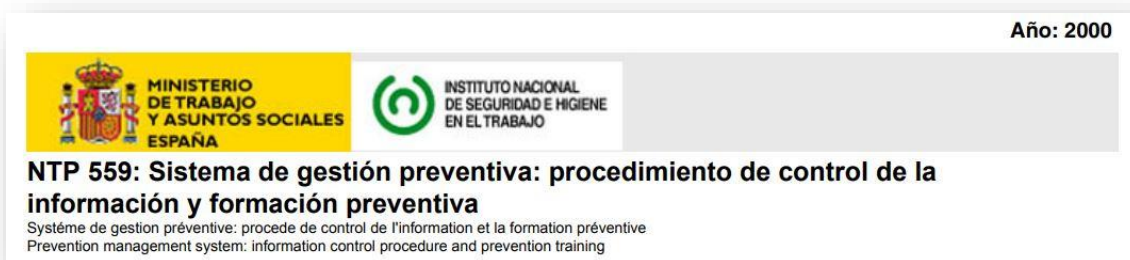 Año: 2000
MINISTERIO
DE TRABAJO
Y ASUNTOS SOCIALES
ESPAÑA
INSTITUTO NACIONAL
DE SEGURIDAD E HIGIENE
EN EL TRABAJO
NTP 559: Sistema de gestión preventiva: procedimiento de control de la
información y formación preventiva
Systéme de gestion préventive: procede de control de l'information et la formation préventive
Prevention management system: information control procedure and prevention training